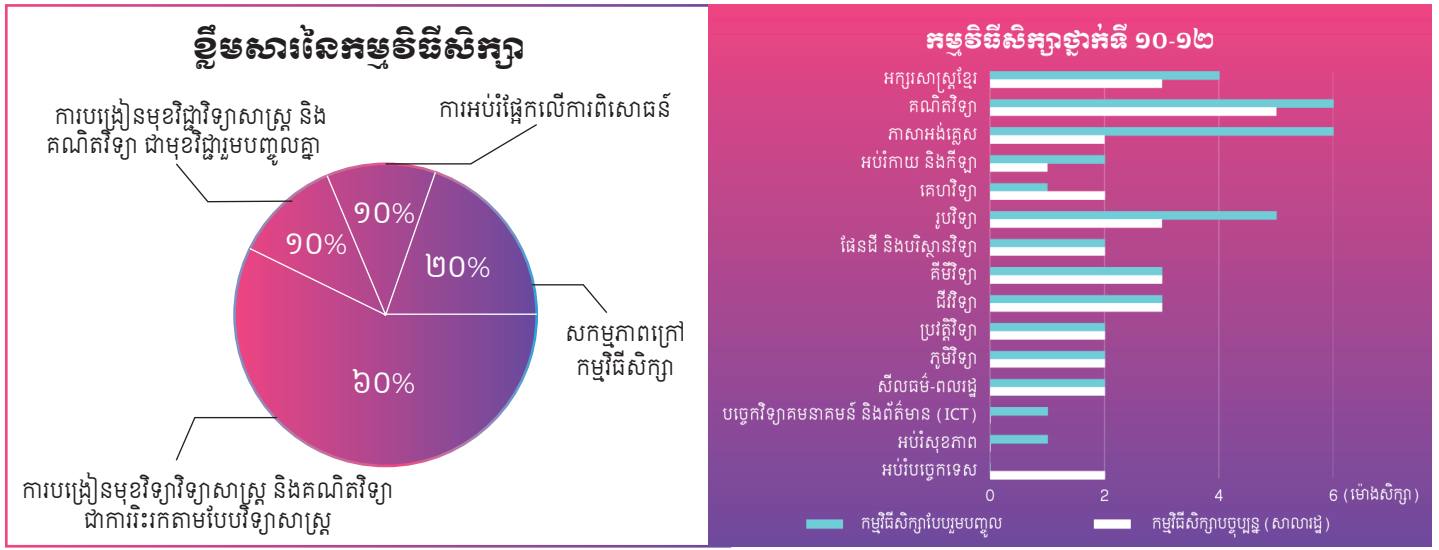 ខ្លឹមសារនៃកម្មវិធីសិក្សា
ការបង្រៀនមុខវិជ្ជាវិទ្យាសាស្ត្រ និង
គណិតវិទ្យា ជាមុខវិជ្ជារួមបញ្ចូលគ្នា
ការអប់រំផ្អែកលើការពិសោធន៍
១០%
១០%
២០%
៦០%
សកម្មភាពក្រៅ
កម្មវិធីសិក្សា
ការបង្រៀនមុខវិទ្យាវិទ្យាសាស្ត្រ និងគណិតវិទ្យា
ជាការរិះរកតាមបែបវិទ្យាសាស្ត្រ
កម្មវិធីសិក្សាថ្នាក់ទី ១០-១២
អក្សរសាស្ត្រខ្មែរ
គណិតវិទ្យា
ភាសាអង់គ្លេស
អប់រំកាយ និងកីឡា
គេហវិទ្យា
រូបវិទ្យា
ផែនដី និងបរិស្ថានវិទ្យា
គីមីវិទ្យា
ជីវវិទ្យា
ប្រវត្តិវិទ្យា
ភូមិវិទ្យា
សីលធម៌-ពលរដ្ឋ
បច្ចេកវិទ្យាគមនាគមន៍ និងព័ត៌មាន (ICT)
អប់រំសុខភាព
អប់រំបច្ចេកទេស
0 2 4 6 (ម៉ោងសិក្សា)
កម្មវិធីសិក្សាបែបរួមបញ្ចូល កម្មវិធីសិក្សាបច្ចុប្បន្ន (សាលារដ្ឋ)